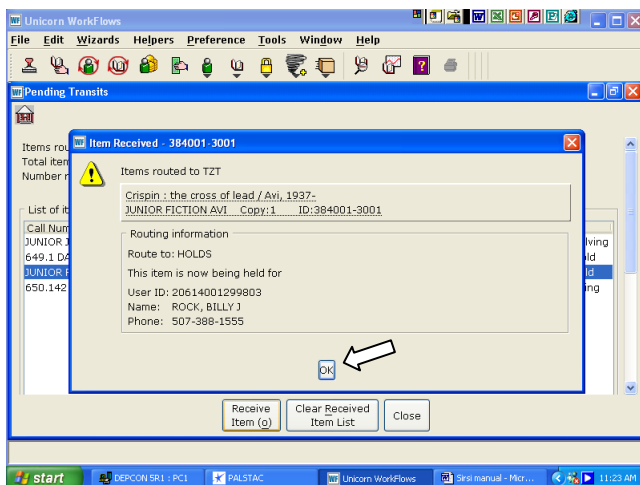 Unicorn WorkFlows
File Edit Wizards Helpers Preference Tools Window Help
Pending Transits
Items rou
Total item
Number r
Item Received - 384001-3001
Items routed to TZT
Crispin : the cross of lead / Avi, 1937-
JUNIOR FICTION AVI Copy:1 ID:384001-3001
Routing information
Route to: HOLDS
This item is now being held for
User ID: 20614001299803
Name: ROCK, BILLY J
Phone: 507-388-1555
OK
List of it
Call Num
JUNIOR J lving
649.1 DA ld
JUNIOR F ld
650.142 ing
Receive Item (o)
Clear Received Item List
Close
start
DEPCON 5R1 : PC1
PALSTAC
Unicorn WorkFlows
Sirsi manual - Micr...
11:23 AM